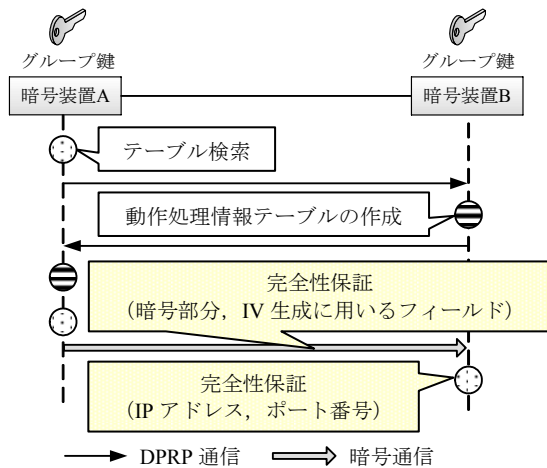 グループ鍵
グループ鍵
暗号装置A
暗号装置B
テーブル検索
動作処理情報テーブルの作成
完全性保証
（暗号部分，IV 生成に用いるフィールド）
完全性保証
（IP アドレス，ポート番号）
DPRP 通信
暗号通信